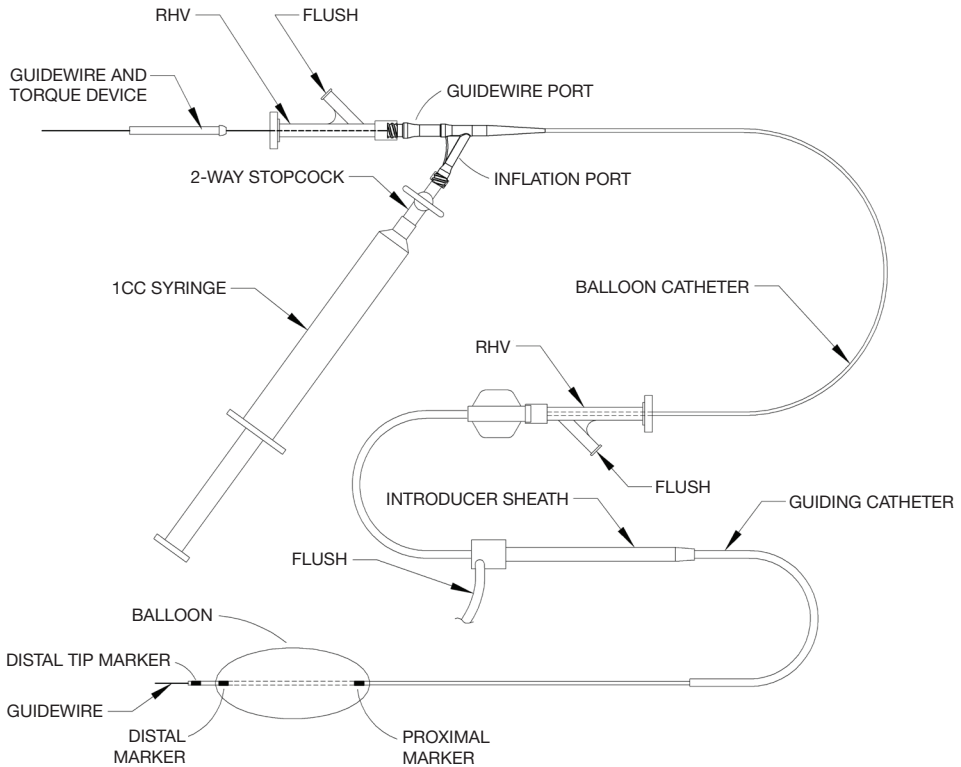 RHV
FLUSH
GUIDEWIRE AND
TORQUE DEVICE
GUIDEWIRE PORT
2-WAY STOPCOCK
INFLATION PORT
1CC SYRINGE
BALLOON CATHETER
RHV
FLUSH
INTRODUCER SHEATH
GUIDING CATHETER
FLUSH
BALLOON
DISTAL TIP MARKER
GUIDEWIRE
DISTAL
MARKER
PROXIMAL
MARKER